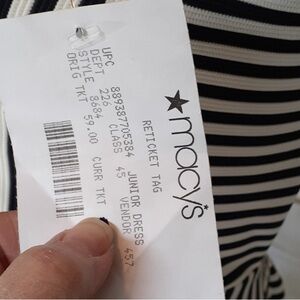 ★macy's
RETICKET TAG
UPC 889387705384 JUNIOR DRESS
DEPT 226 CLASS 45 VENDOR 457
STYLE 8684
ORIG TKT 59.00 CURR TKT